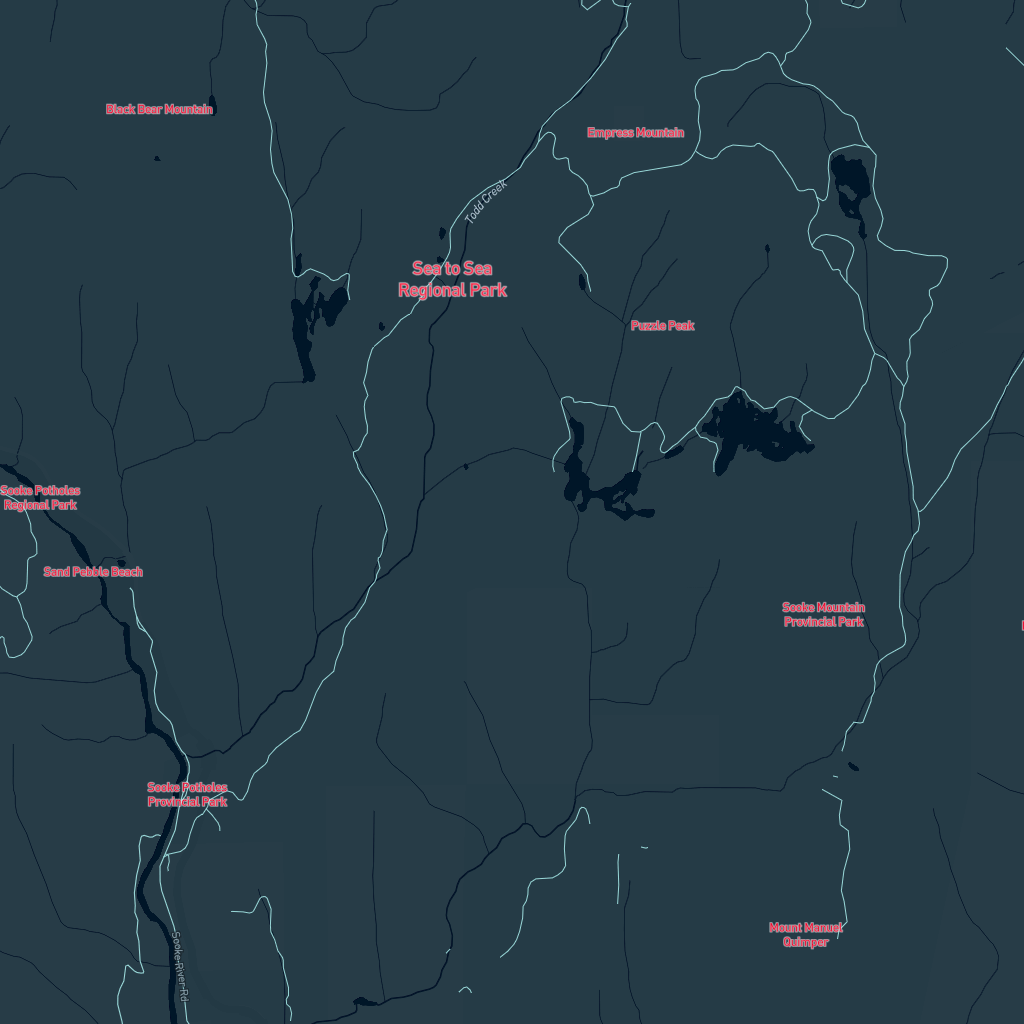 Black Bear Mountain
Empress Mountain
Todd Creek
Sea to Sea
Regional Park
Puzzle Peak
Sooke Potholes
Regional Park
Sand Pebble Beach
Sooke Mountain
Provincial Park
Sooke Potholes
Provincial Park
Mount Manuel
Quimper
Sooke River Rd